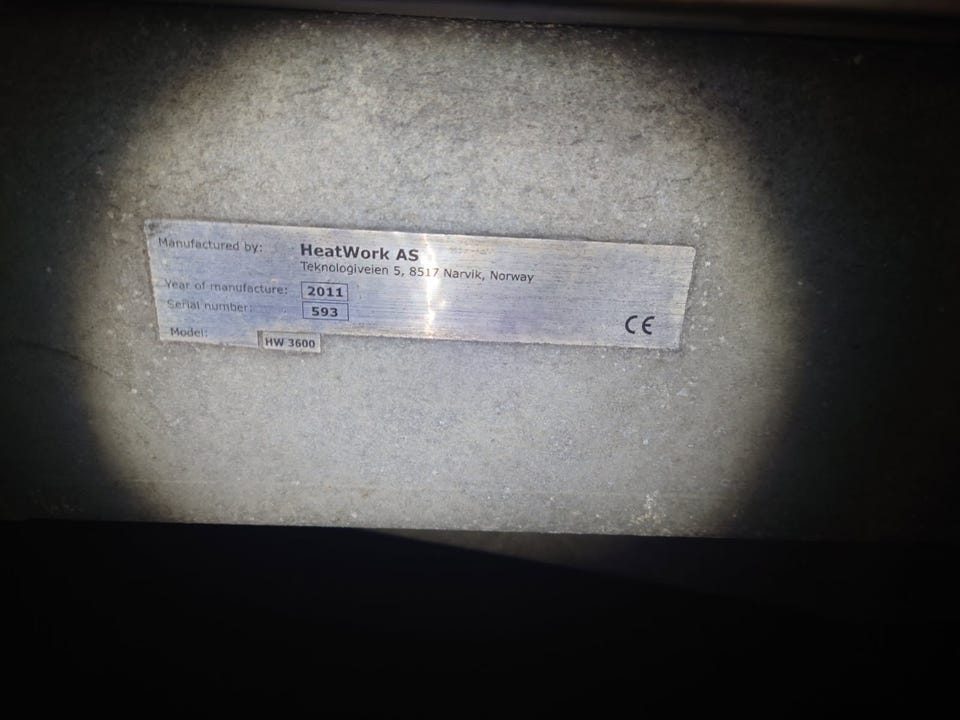 Manufactured by: HeatWork AS
Teknologiveien 5, 8517 Narvik, Norway
Year of manufacture: 2011
Serial number: 593
Model: HW 3600
CE